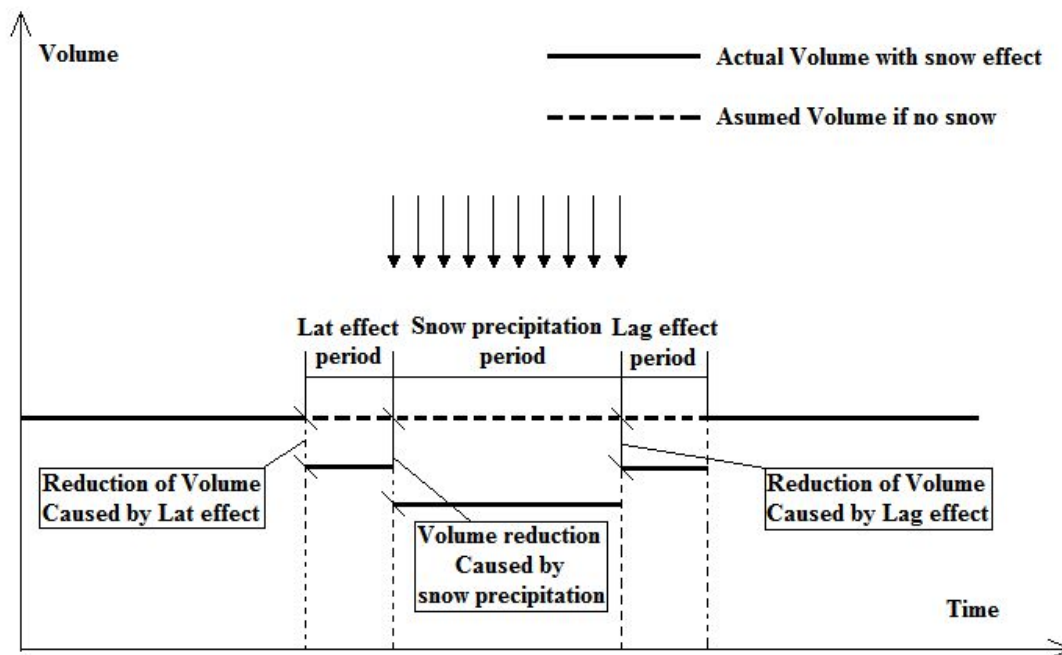 Volume
Actual Volume with snow effect
Asumed Volume if no snow
Lat effect
period
Snow precipitation
period
Lag effect
period
Reduction of Volume
Caused by Lat effect
Volume reduction
Caused by
snow precipitation
Reduction of Volume
Caused by Lag effect
Time